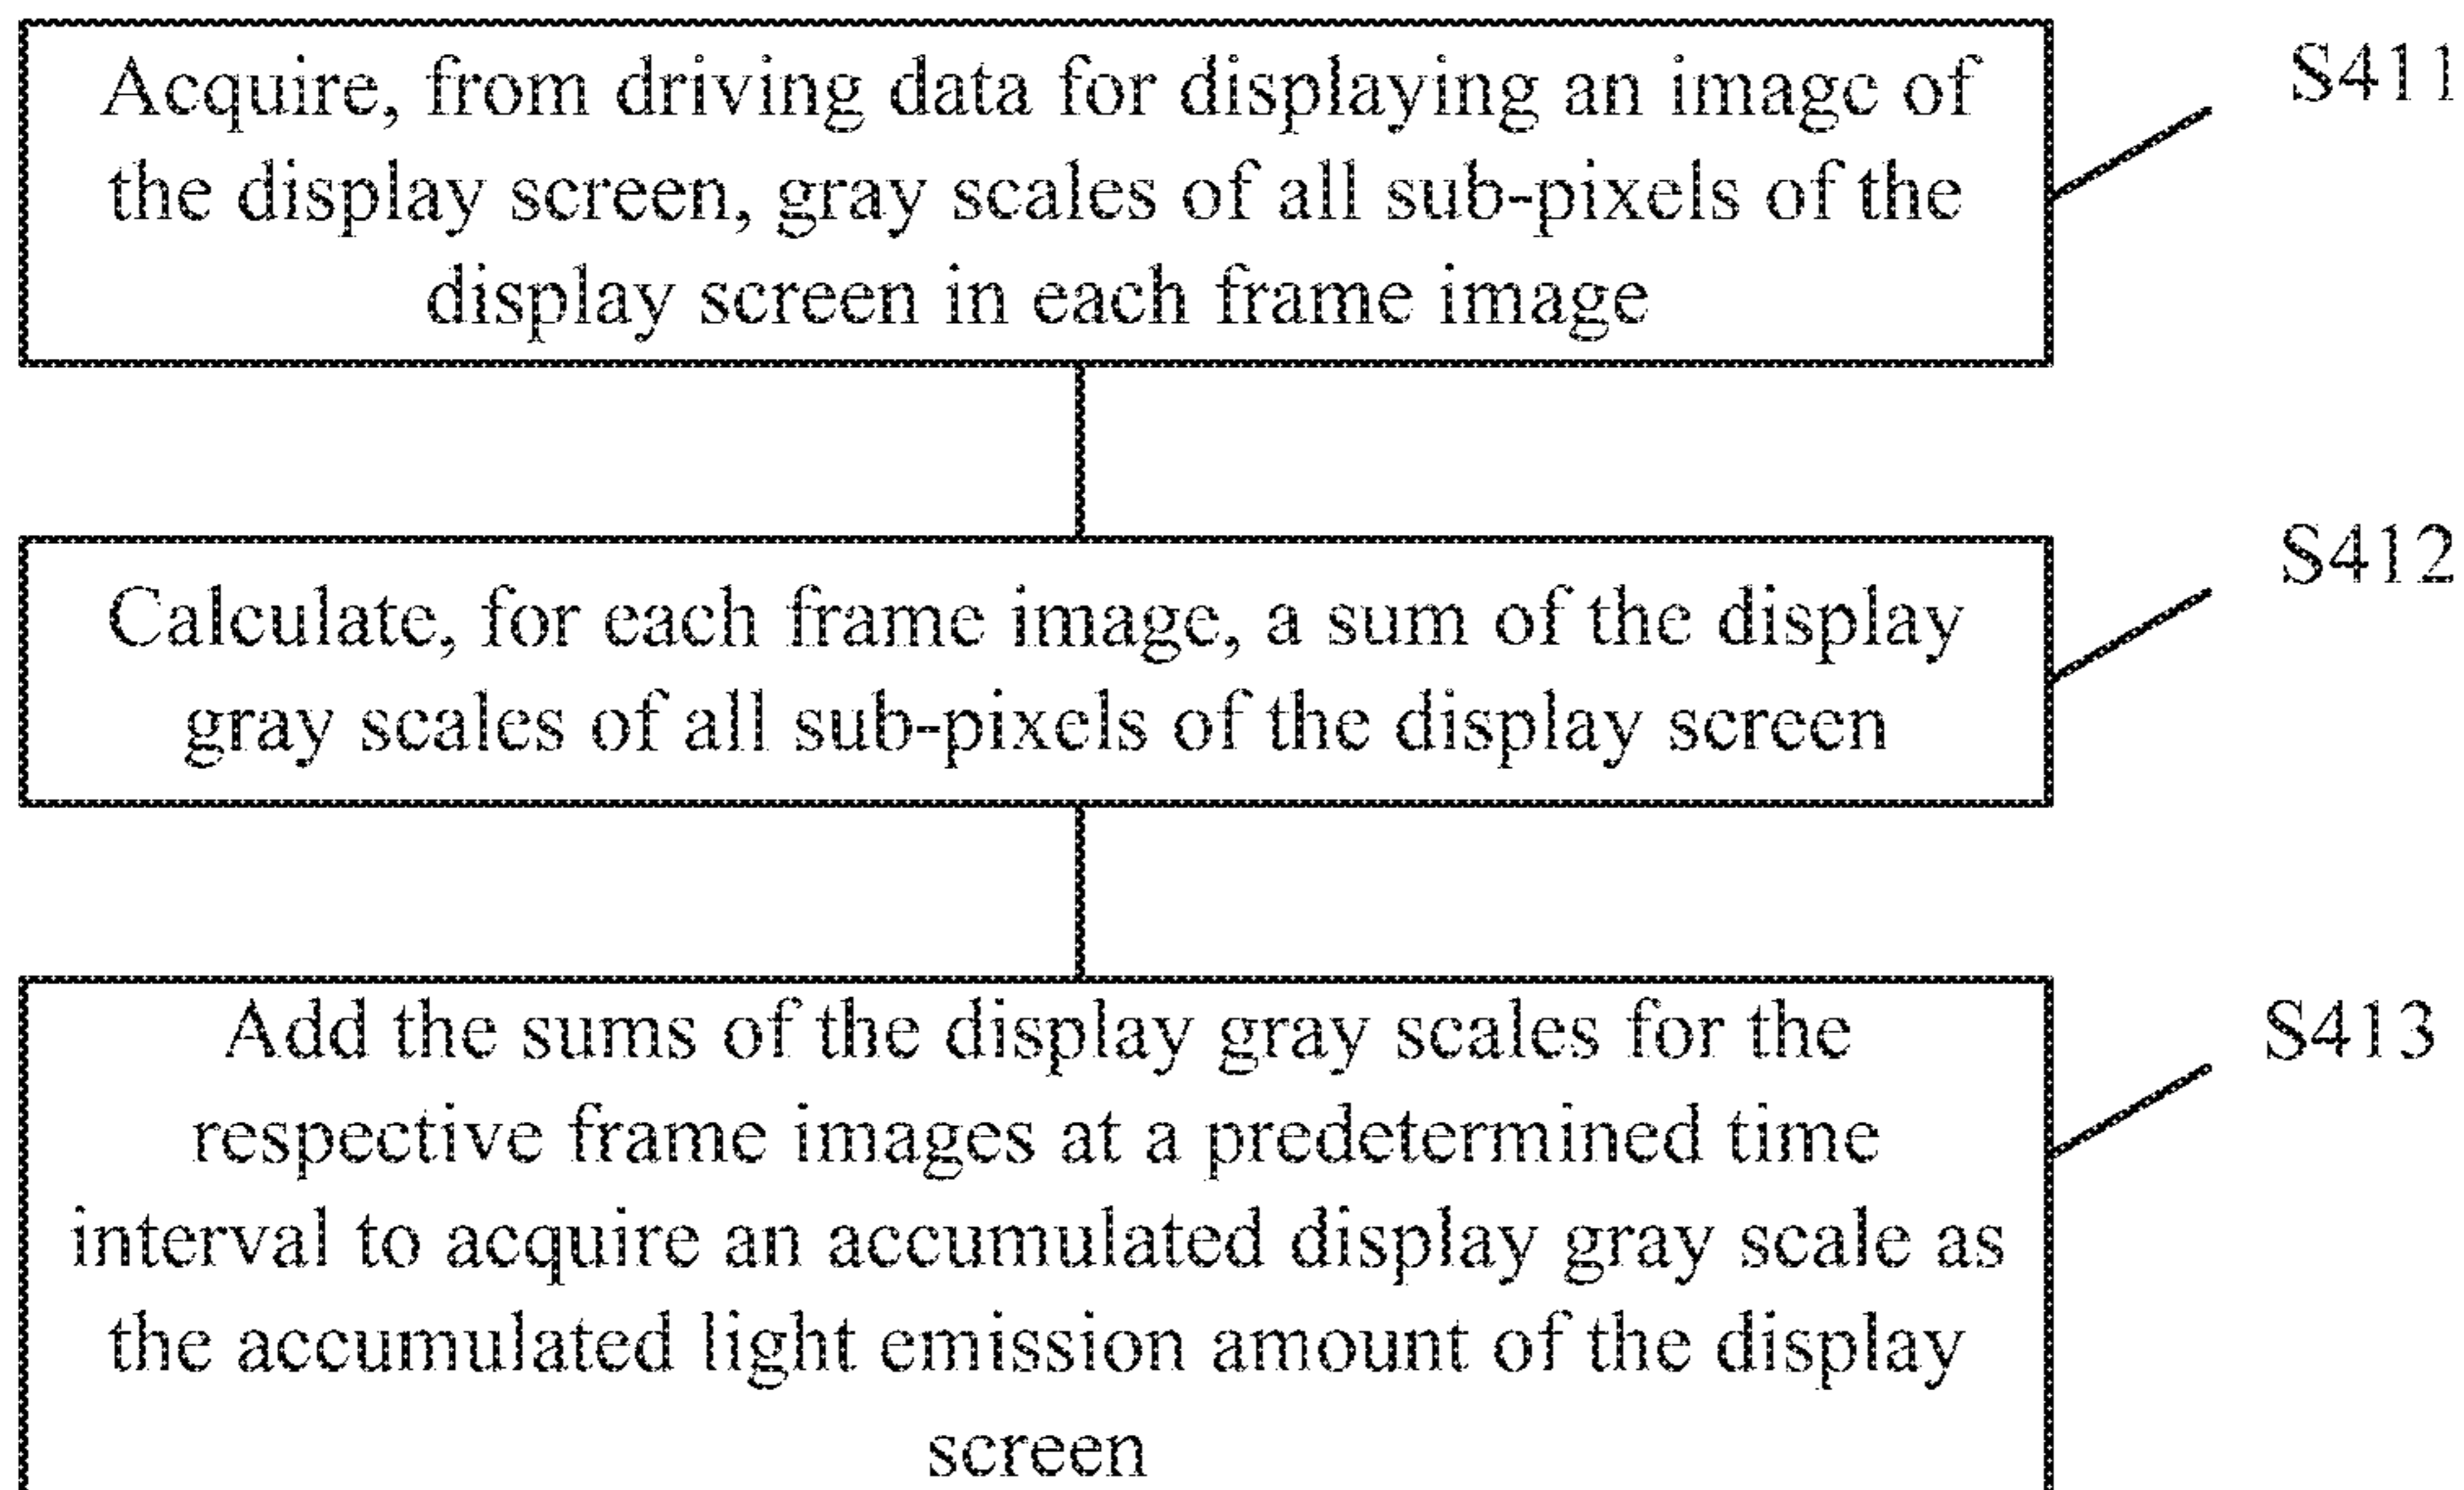 Acquire, from driving data for displaying an image of
the display screen, gray scales of all sub-pixels of the
display screen in each frame image
S411
Calculate, for each frame image, a sum of the display
gray scales of all sub-pixels of the display screen
S412
Add the sums of the display gray scales for the
respective frame images at a predetermined time
interval to acquire an accumulated display gray scale as
the accumulated light emission amount of the display
screen
S413